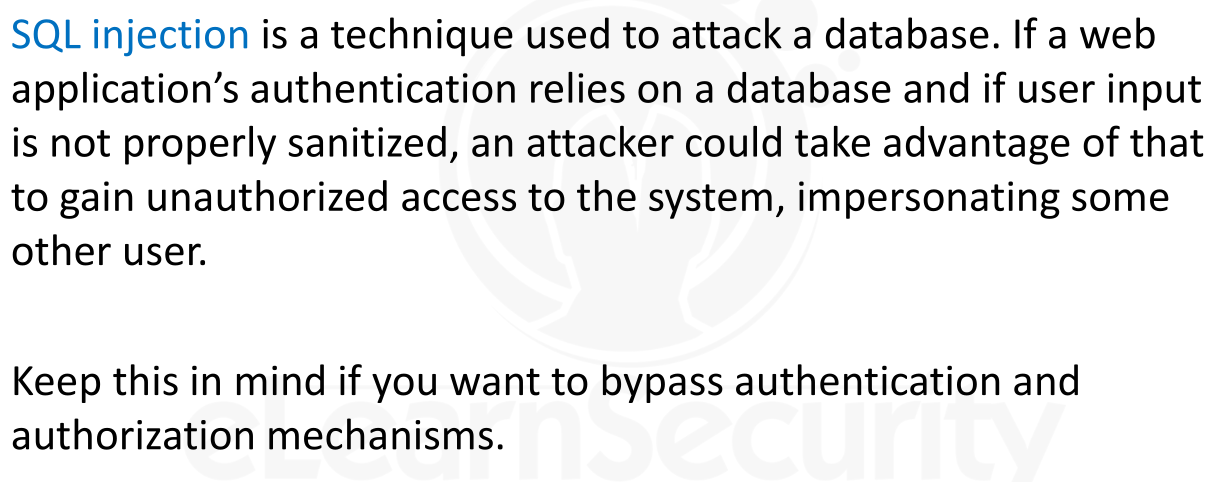 SQL injection is a technique used to attack a database. If a web
application’s authentication relies on a database and if user input
is not properly sanitized, an attacker could take advantage of that
to gain unauthorized access to the system, impersonating some
other user.
Keep this in mind if you want to bypass authentication and
authorization mechanisms.
eLearnSecurity